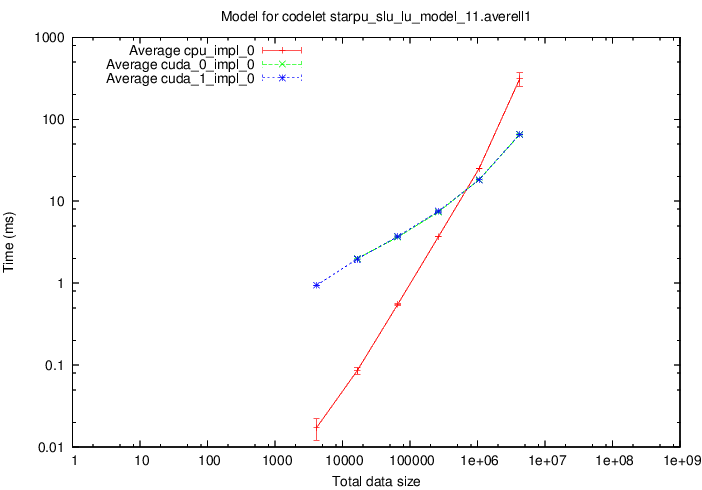 Model for codelet starpu_slu_lu_model_11.averell1
1000
Average cpu_impl_0
Average cuda_0_impl_0
Average cuda_1_impl_0
100
10
Time (ms)
1
0.1
0.01
1 10 100 1000 10000 100000 1e+06 1e+07 1e+08 1e+09
Total data size